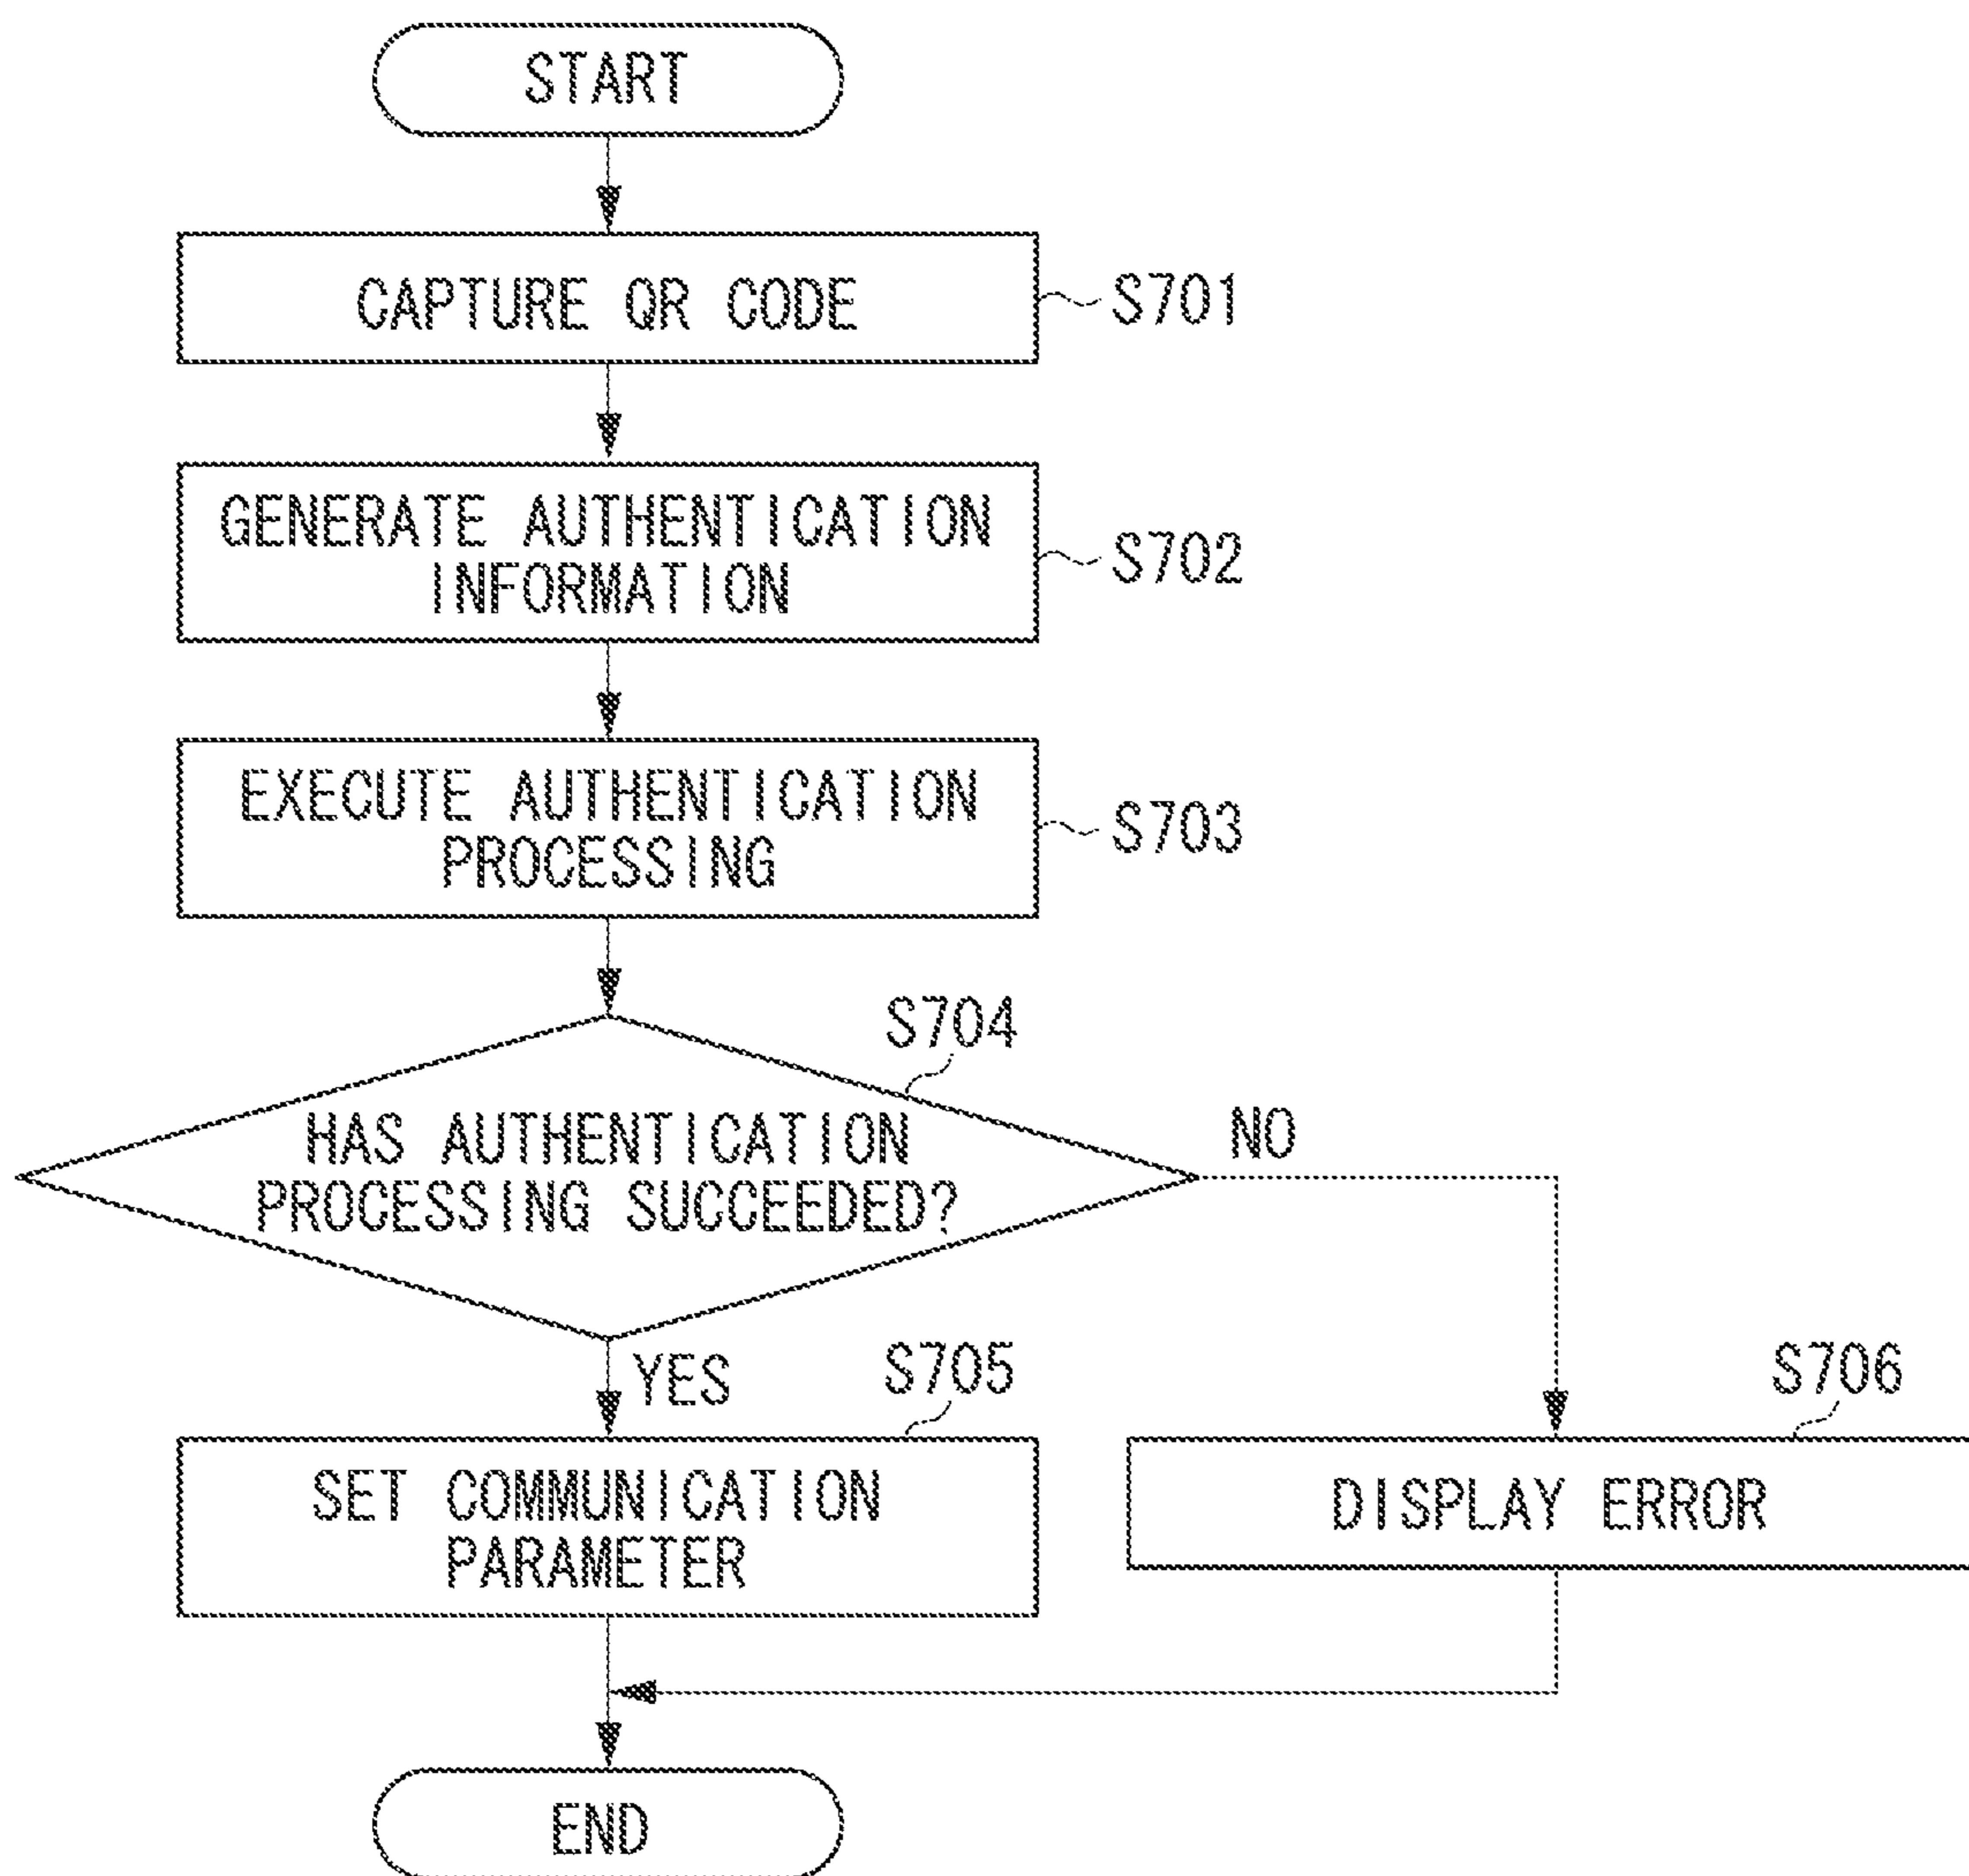 START
CAPTURE QR CODE
S701
GENERATE AUTHENTICATION
INFORMATION
S702
EXECUTE AUTHENTICATION
PROCESSING
S703
S704
HAS AUTHENTICATION
PROCESSING SUCCEEDED?
NO
YES
S705
SET COMMUNICATION
PARAMETER
S706
DISPLAY ERROR
END